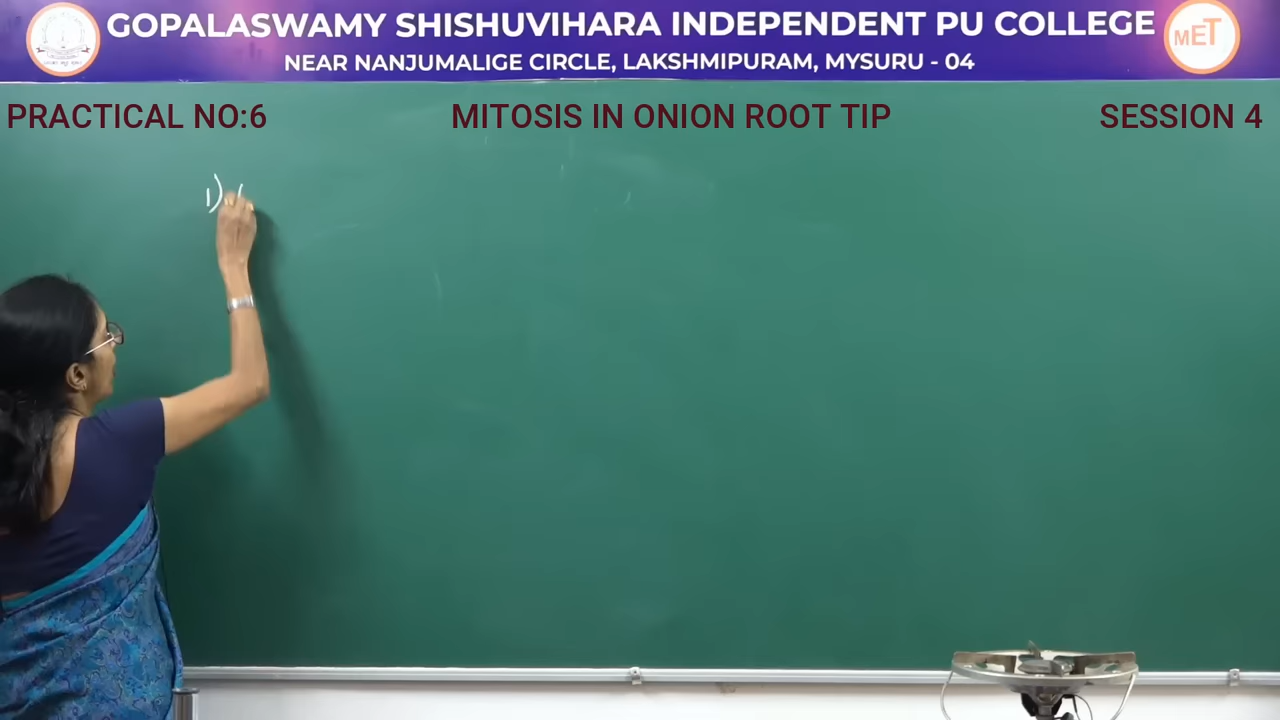 GOPALASWAMY SHISHUVIHARA INDEPENDENT PU COLLEGE
MET
NEAR NANJUMALIGE CIRCLE, LAKSHMIPURAM, MYSURU - 04
PRACTICAL NO:6 MITOSIS IN ONION ROOT TIP SESSION 4
1)